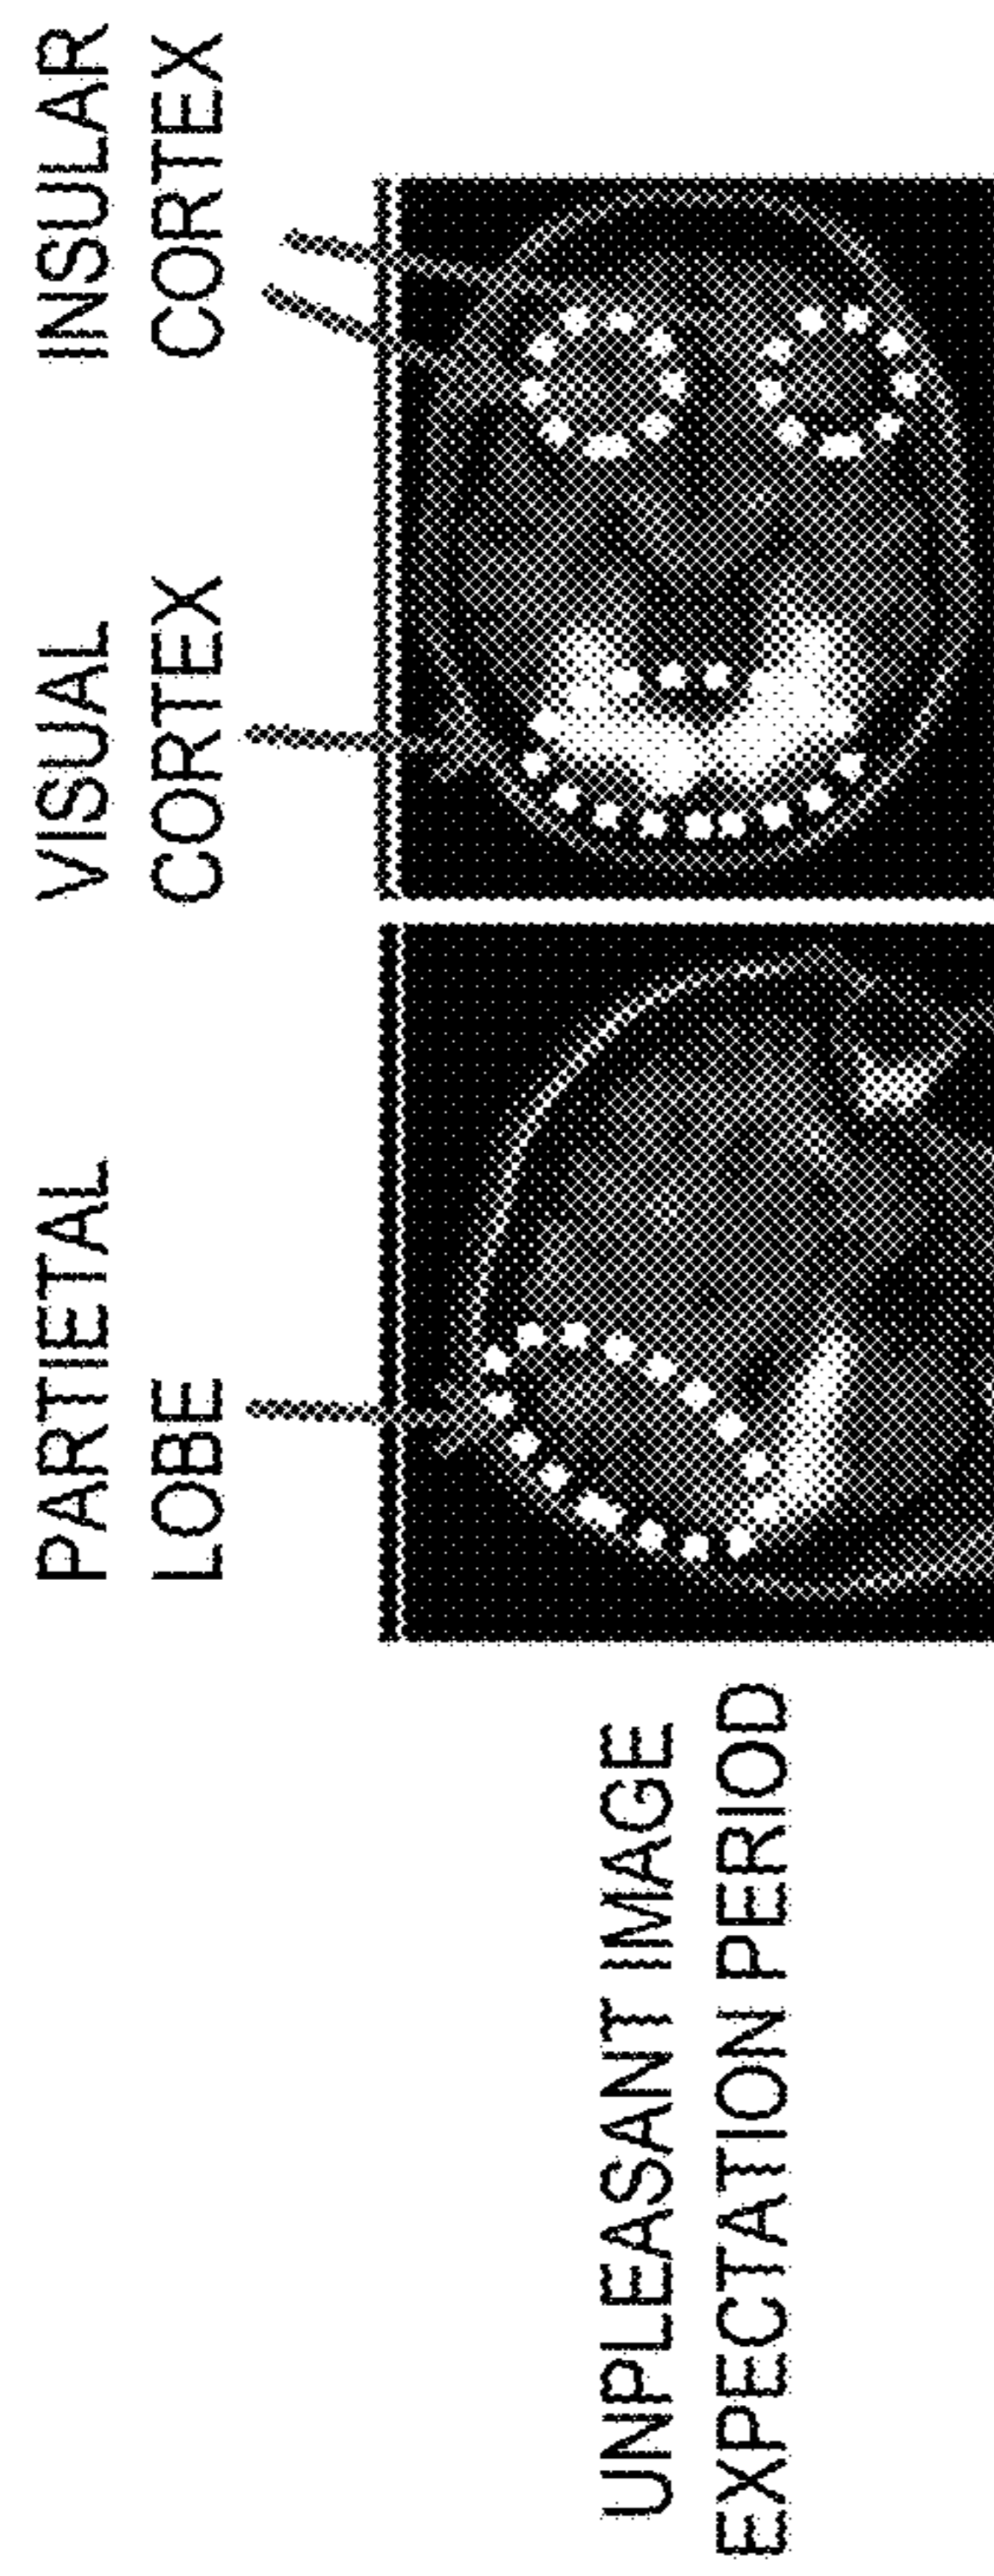 PARTIETAL
LOBE
VISUAL
CORTEX
INSULAR
CORTEX
UNPLEASANT IMAGE
EXPECTATION PERIOD